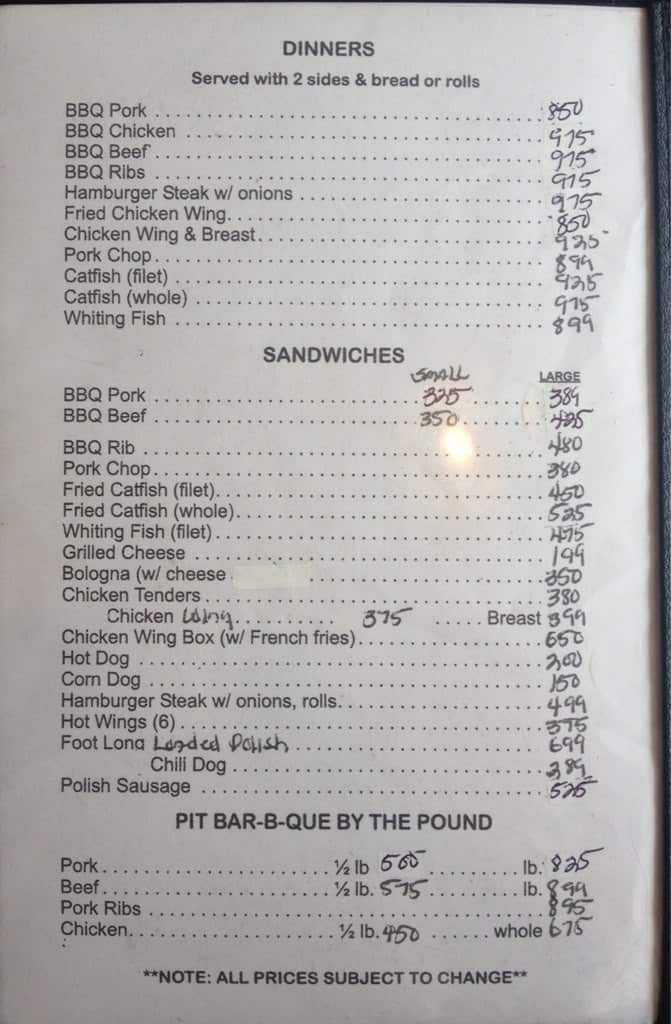 DINNERS
Served with 2 sides & bread or rolls
BBQ Pork ........ 850
BBQ Chicken ........ 975
BBQ Beef ........ 975
BBQ Ribs ........ 975
Hamburger Steak w/ onions ........ 975
Fried Chicken Wing ........ 850
Chicken Wing & Breast ........ 925
Pork Chop ........ 899
Catfish (filet) ........ 925
Catfish (whole) ........ 975
Whiting Fish ........ 899
SANDWICHES
SMALL LARGE
BBQ Pork ........ 325 ........ 389
BBQ Beef ........ 350 ........ 425
BBQ Rib ........ 480
Pork Chop ........ 380
Fried Catfish (filet) ........ 450
Fried Catfish (whole) ........ 525
Whiting Fish (filet) ........ 475
Grilled Cheese ........ 199
Bologna (w/ cheese 350
Chicken Tenders ........ 380
Chicken Wing ........ 375 ..... Breast 399
Chicken Wing Box (w/ French fries) ........ 650
Hot Dog ........ 200
Corn Dog ........ 150
Hamburger Steak w/ onions, rolls ........ 499
Hot Wings (6) ........ 375
Foot Long Loaded Polish ........ 699
Chili Dog ........ 389
Polish Sausage ........ 525
PIT BAR-B-QUE BY THE POUND
Pork ........ ½ lb 500 ........ lb. 825
Beef ........ ½ lb. 575 ........ lb. 899
Pork Ribs ........ 895
Chicken ........ ½ lb. 450 ...... whole 675
**NOTE: ALL PRICES SUBJECT TO CHANGE**